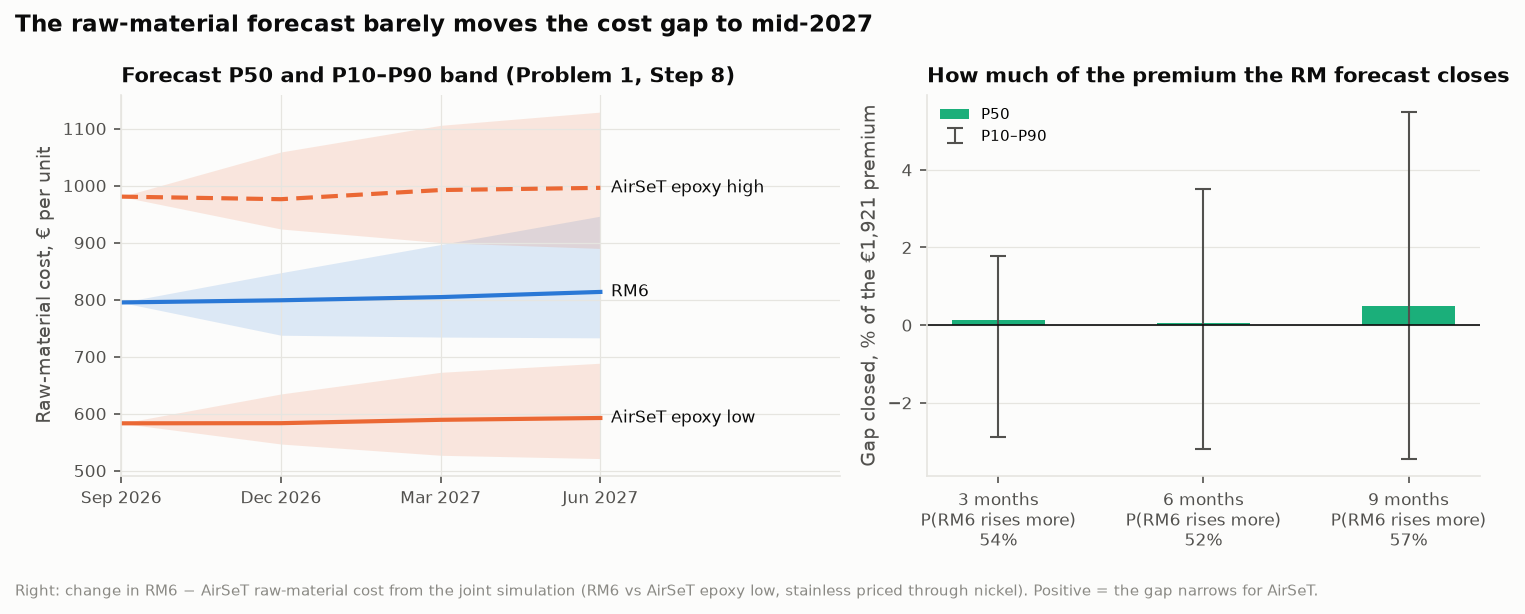 The raw-material forecast barely moves the cost gap to mid-2027
Forecast P50 and P10–P90 band (Problem 1, Step 8)
Raw-material cost, € per unit
1100
1000
900
800
700
600
500
AirSeT epoxy high
RM6
AirSeT epoxy low
Sep 2026
Dec 2026
Mar 2027
Jun 2027
How much of the premium the RM forecast closes
Gap closed, % of the €1,921 premium
P50
P10–P90
4
2
0
−2
3 months
P(RM6 rises more)
54%
6 months
P(RM6 rises more)
52%
9 months
P(RM6 rises more)
57%
Right: change in RM6 − AirSeT raw-material cost from the joint simulation (RM6 vs AirSeT epoxy low, stainless priced through nickel). Positive = the gap narrows for AirSeT.